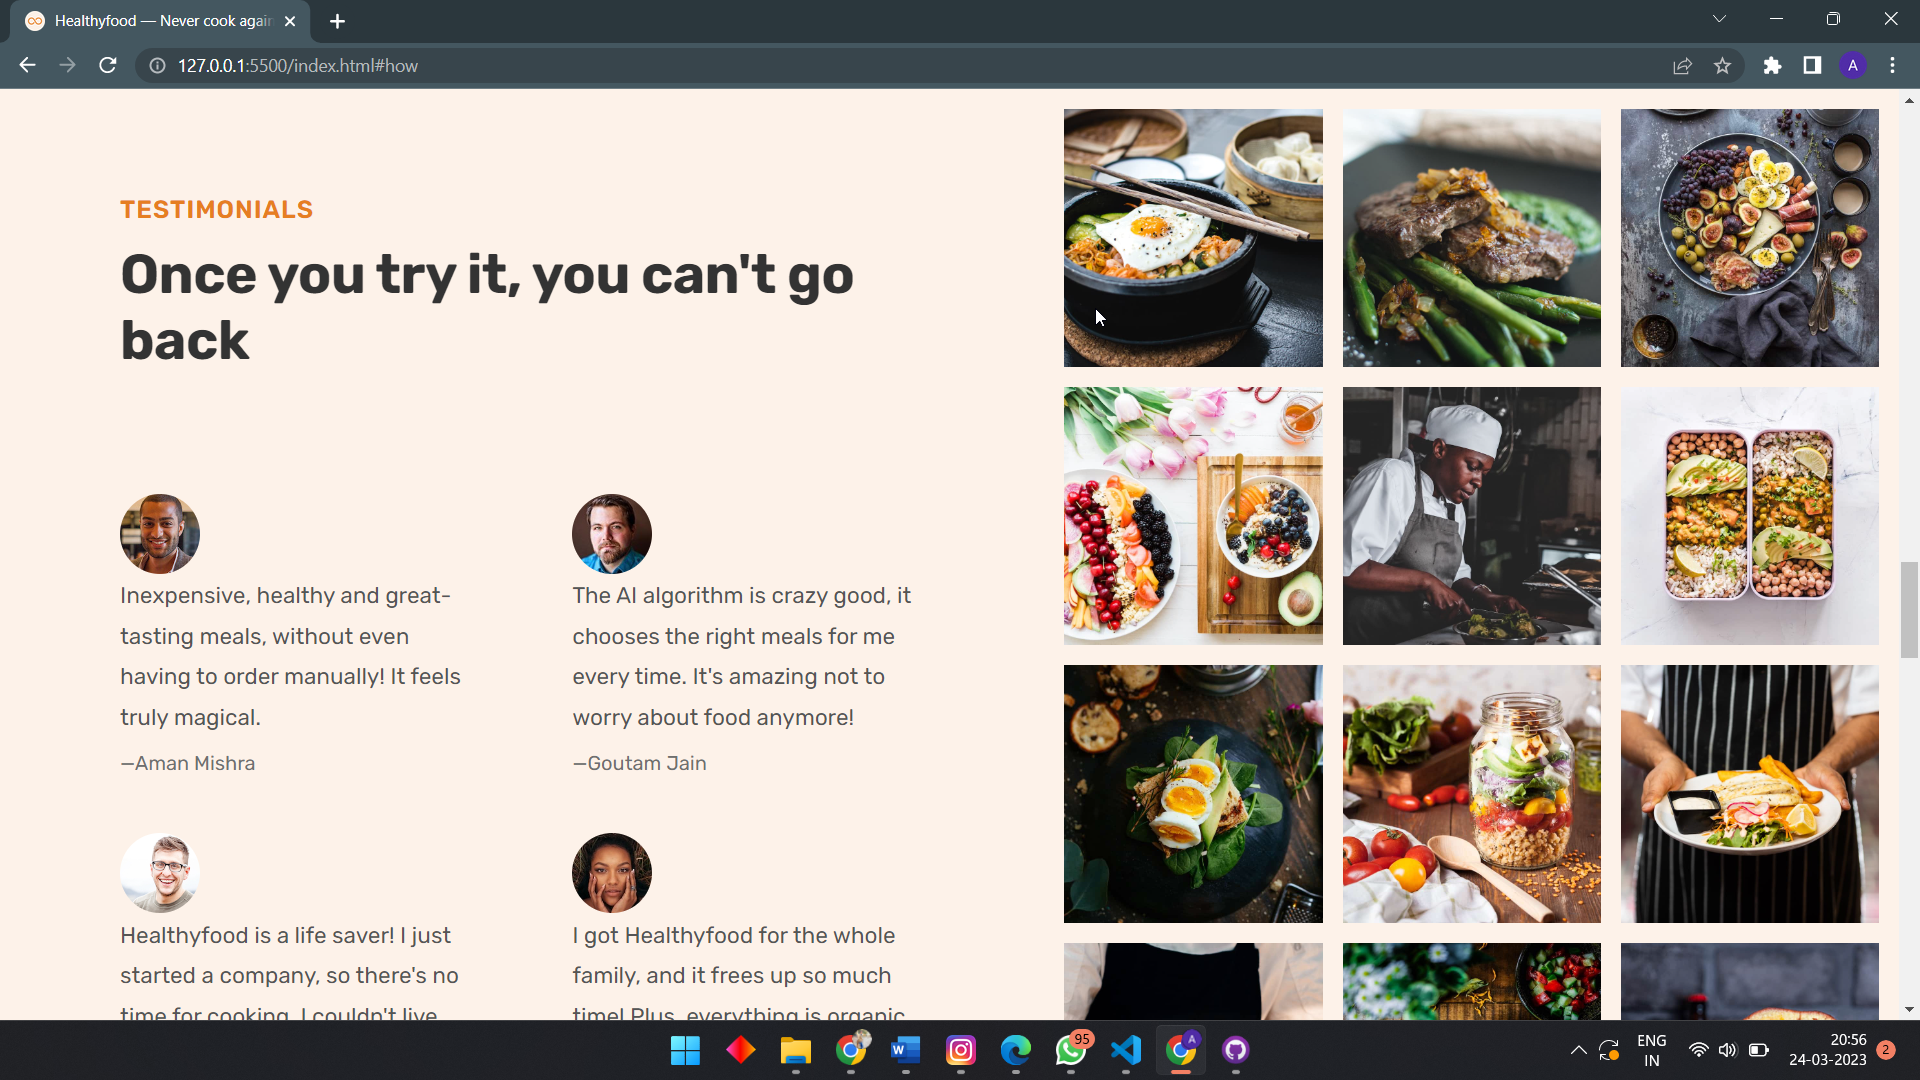 Healthyfood — Never cook again
127.0.0.1:5500/index.html#how
TESTIMONIALS
Once you try it, you can't go
back
Inexpensive, healthy and great-
tasting meals, without even
having to order manually! It feels
truly magical.
—Aman Mishra
The AI algorithm is crazy good, it
chooses the right meals for me
every time. It's amazing not to
worry about food anymore!
—Goutam Jain
Healthyfood is a life saver! I just
started a company, so there's no
time for cooking. I couldn't live
I got Healthyfood for the whole
family, and it frees up so much
time! Plus, everything is organic
A
W
95
A
ENG
IN
20:56
24-03-2023
2